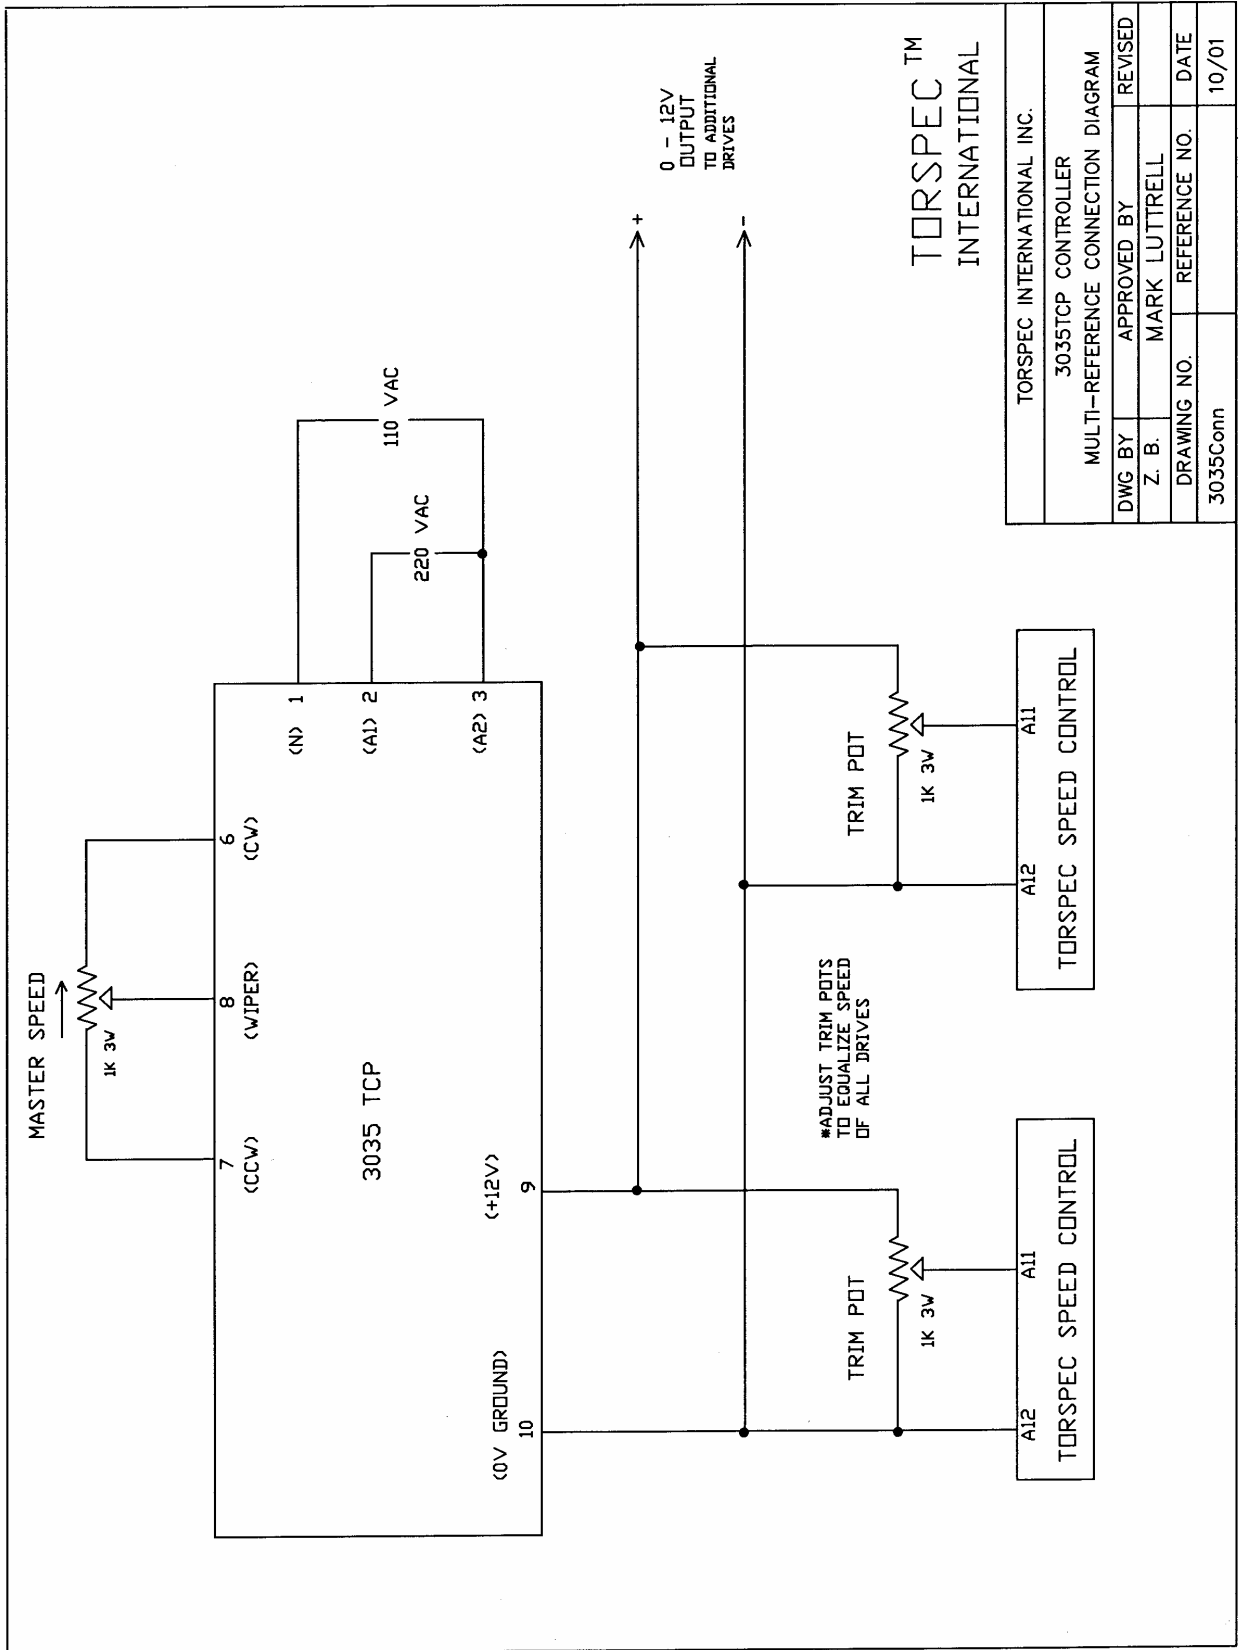 MASTER SPEED
1K 3W
7
8
6
(CCW)
(WIPER)
(CW)
3035 TCP
(N) 1
(A1) 2
(A2) 3
220 VAC
110 VAC
(0V GROUND)
10
(+12V)
9
+
-
0 - 12V
OUTPUT
TO ADDITIONAL
DRIVES
TRIM POT
1K 3W
*ADJUST TRIM POTS
TO EQUALIZE SPEED
OF ALL DRIVES
TRIM POT
1K 3W
A12
A11
TORSPEC SPEED CONTROL
A12
A11
TORSPEC SPEED CONTROL
TORSPEC TM
INTERNATIONAL
TORSPEC INTERNATIONAL INC.
3035TCP CONTROLLER
MULTI-REFERENCE CONNECTION DIAGRAM
DWG BY APPROVED BY REVISED
Z. B. MARK LUTTRELL
DRAWING NO. REFERENCE NO. DATE
3035Conn 10/01